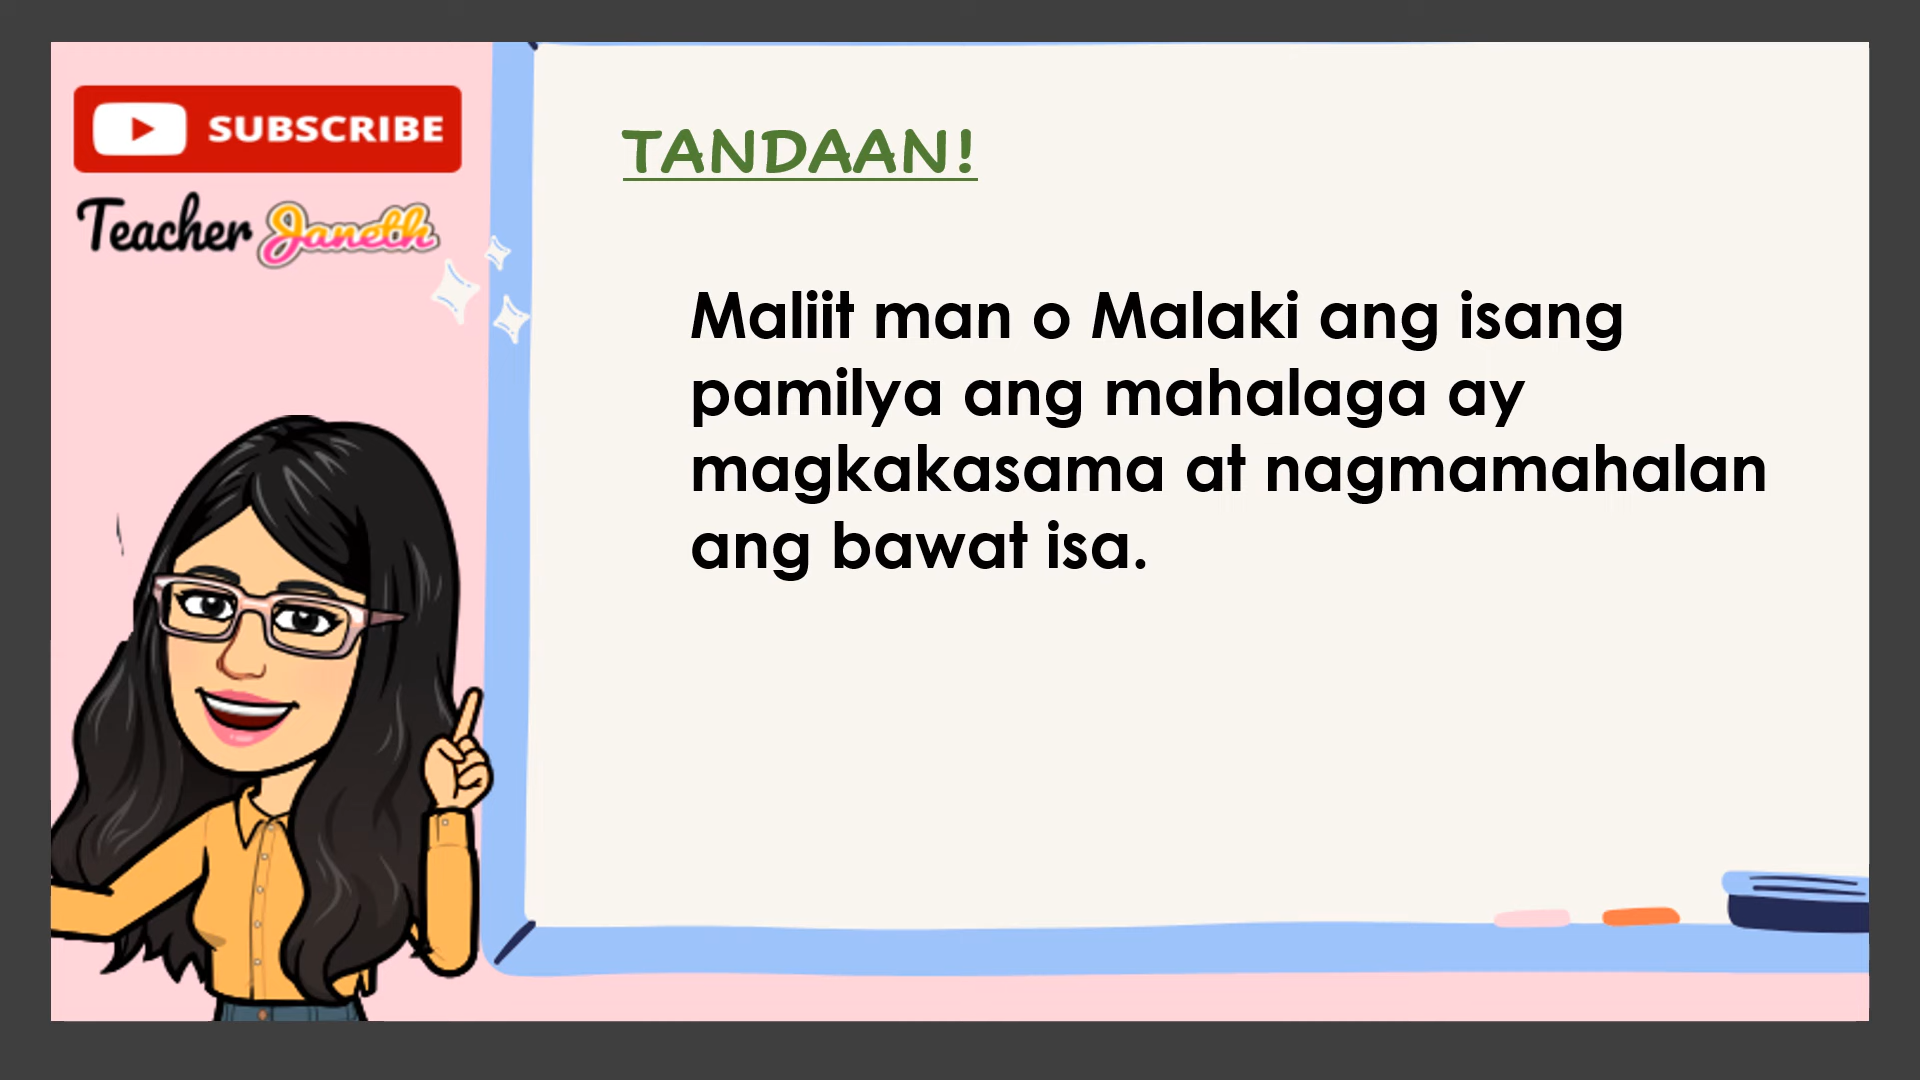 SUBSCRIBE
Teacher Janeth
TANDAAN!
Maliit man o Malaki ang isang
pamilya ang mahalaga ay
magkakasama at nagmamahalan
ang bawat isa.